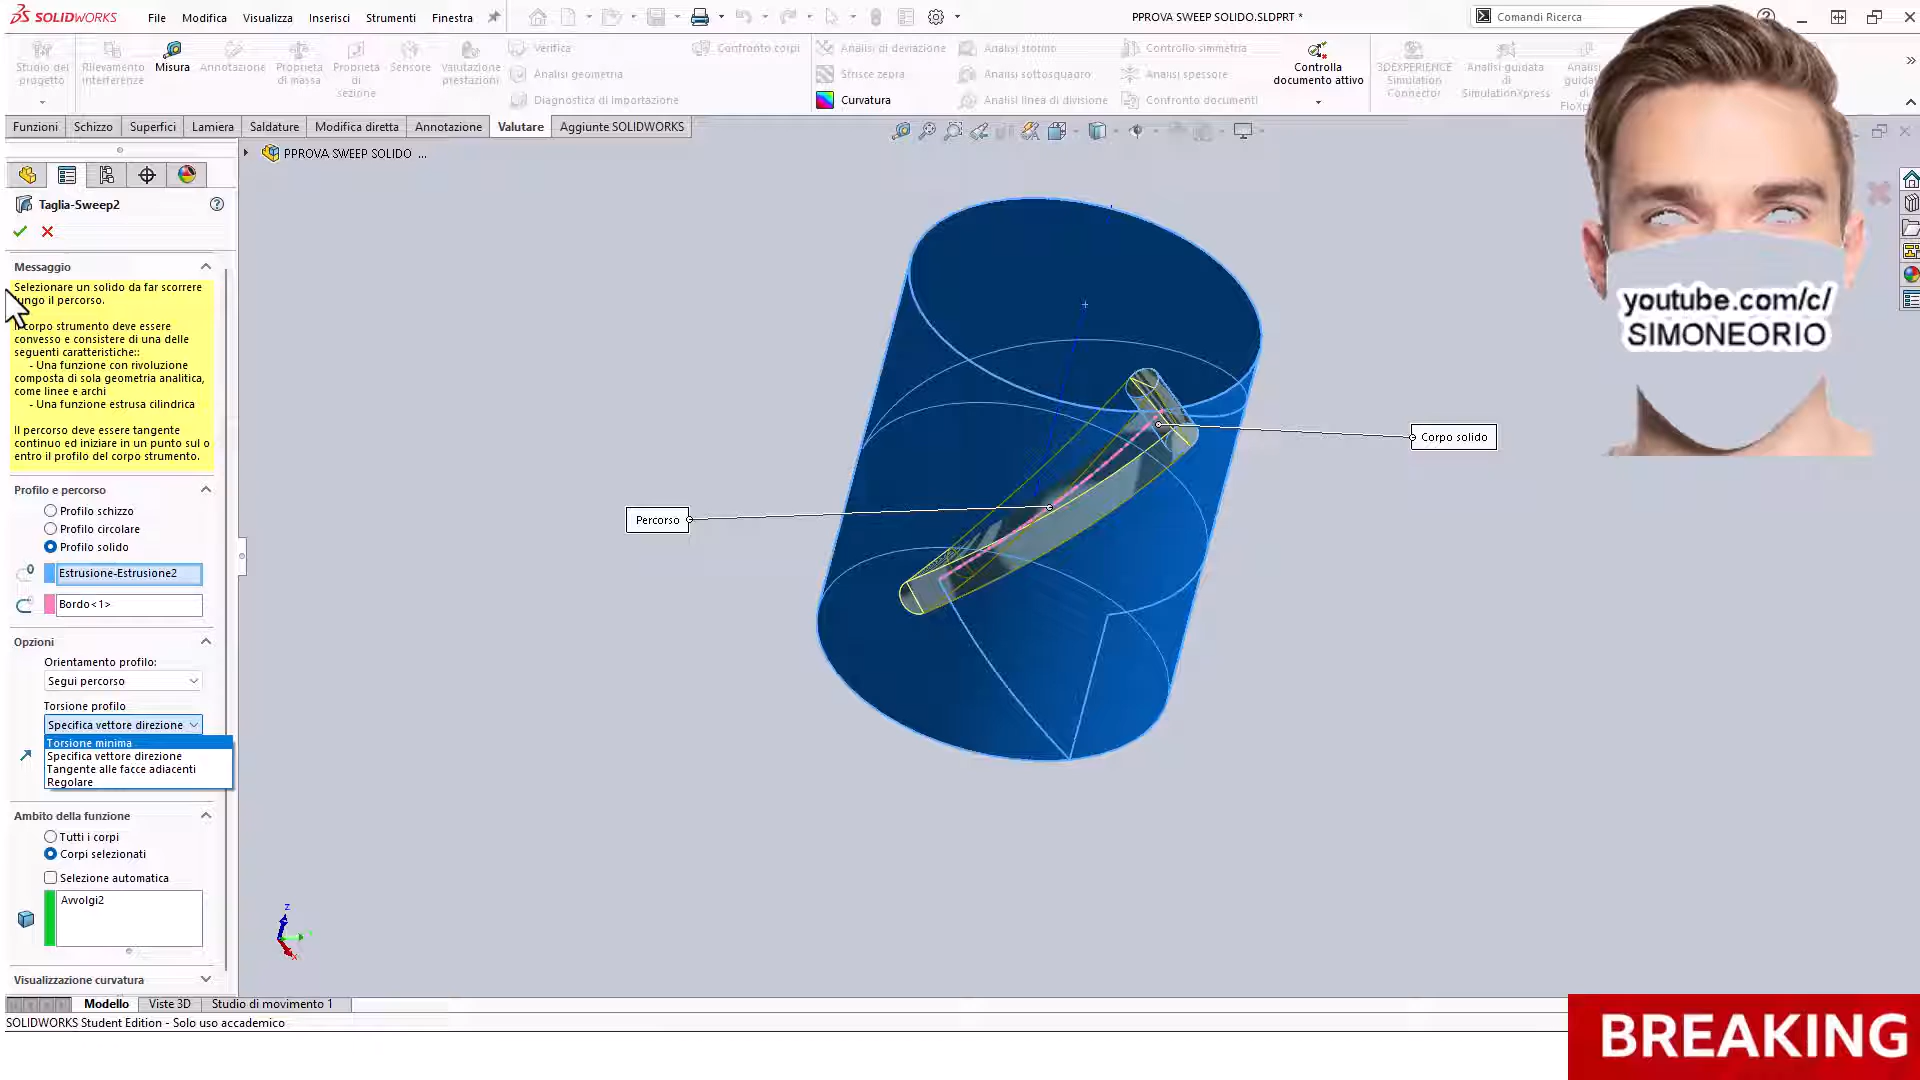 SOLIDWORKS File Modifica Visualizza Inserisci Strumenti Finestra
PPROVA SWEEP SOLIDO.SLDPRT *
Comandi Ricerca
Studio del progetto
Rilevamento interferenze
Misura
Annotazione
Proprietà di massa
Proprietà di sezione
Sensore
Valutazione prestazioni
Verifica
Analisi geometria
Diagnostica di importazione
Confronto corpi
Analisi di deviazione
Strisce zebra
Curvatura
Analisi sformo
Analisi sottosquadro
Analisi linea di divisione
Controllo simmetria
Analisi spessore
Confronto documenti
Controlla documento attivo
3DEXPERIENCE Simulation Connector
Analisi guidata di SimulationXpress
Funzioni Schizzo Superfici Lamiera Saldature Modifica diretta Annotazione Valutare Aggiunte SOLIDWORKS
PPROVA SWEEP SOLIDO ...
Taglia-Sweep2
Messaggio
Selezionare un solido da far scorrere
lungo il percorso.
Il corpo strumento deve essere
convesso e consistere di una delle
seguenti caratteristiche::
- Una funzione con rivoluzione
composta di sola geometria analitica,
come linee e archi
- Una funzione estrusa cilindrica
Il percorso deve essere tangente
continuo ed iniziare in un punto sul o
entro il profilo del corpo strumento.
Profilo e percorso
Profilo schizzo
Profilo circolare
Profilo solido
Estrusione-Estrusione2
Bordo<1>
Opzioni
Orientamento profilo:
Segui percorso
Torsione profilo
Specifica vettore direzione
Torsione minima
Specifica vettore direzione
Tangente alle facce adiacenti
Regolare
Ambito della funzione
Tutti i corpi
Corpi selezionati
Selezione automatica
Avvolgi2
Visualizzazione curvatura
Percorso
Corpo solido
Z
X
youtube.com/c/
SIMONEORIO
Modello Viste 3D Studio di movimento 1
SOLIDWORKS Student Edition - Solo uso accademico
BREAKING